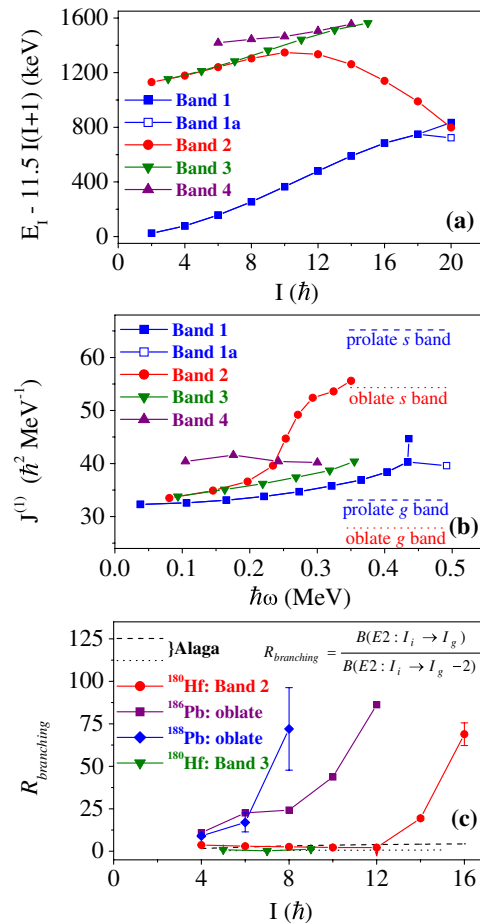 1600
1200
800
400
0
E_I - 11.5 I(I+1) (keV)
Band 1
Band 1a
Band 2
Band 3
Band 4
(a)
0 4 8 12 16 20
I (ℏ)
60
50
40
30
J^(1) (ℏ² MeV⁻¹)
Band 1
Band 1a
Band 2
Band 3
Band 4
prolate s band
oblate s band
prolate g band
oblate g band
(b)
0.0 0.1 0.2 0.3 0.4 0.5
ℏω (MeV)
125
100
75
50
25
0
R_branching
}Alaga
¹⁸⁰Hf: Band 2
¹⁸⁶Pb: oblate
¹⁸⁸Pb: oblate
¹⁸⁰Hf: Band 3
R_branching = B(E2 : I_i → I_g) / B(E2 : I_i → I_g − 2)
(c)
0 4 8 12 16
I (ℏ)